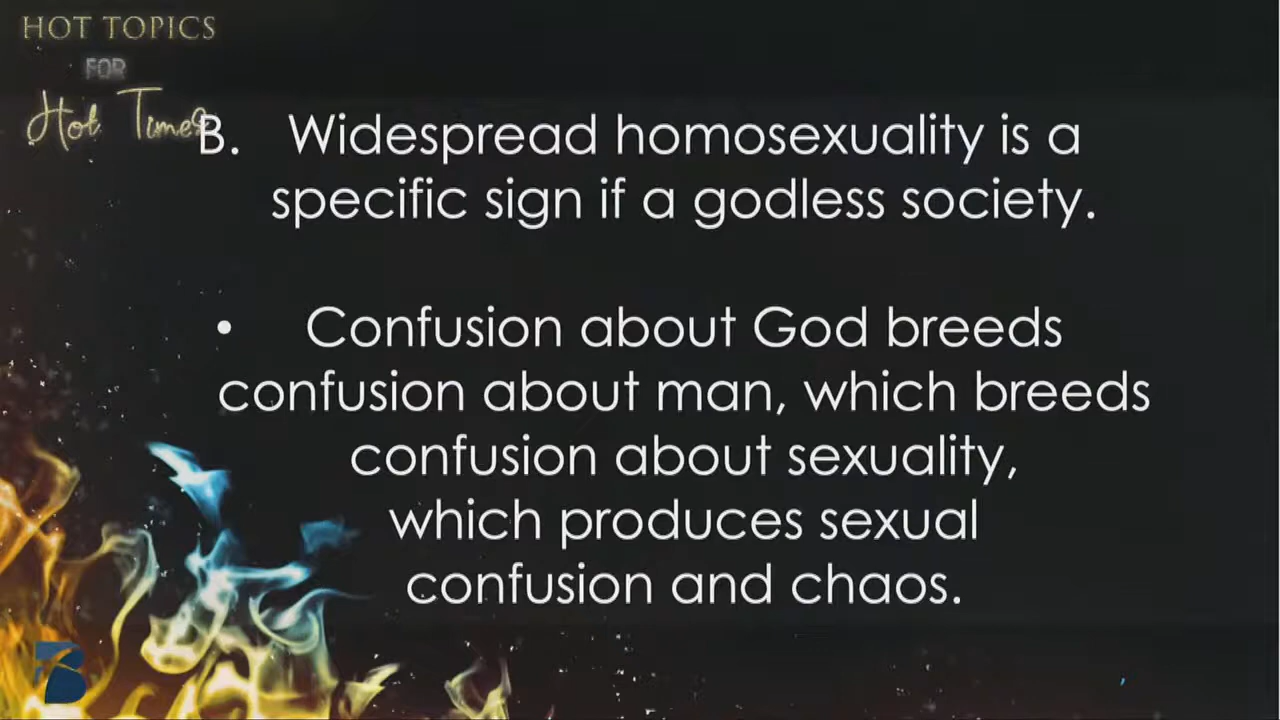 HOT TOPICS
FOR
Hot Times
B. Widespread homosexuality is a
specific sign if a godless society.
• Confusion about God breeds
confusion about man, which breeds
confusion about sexuality,
which produces sexual
confusion and chaos.
B